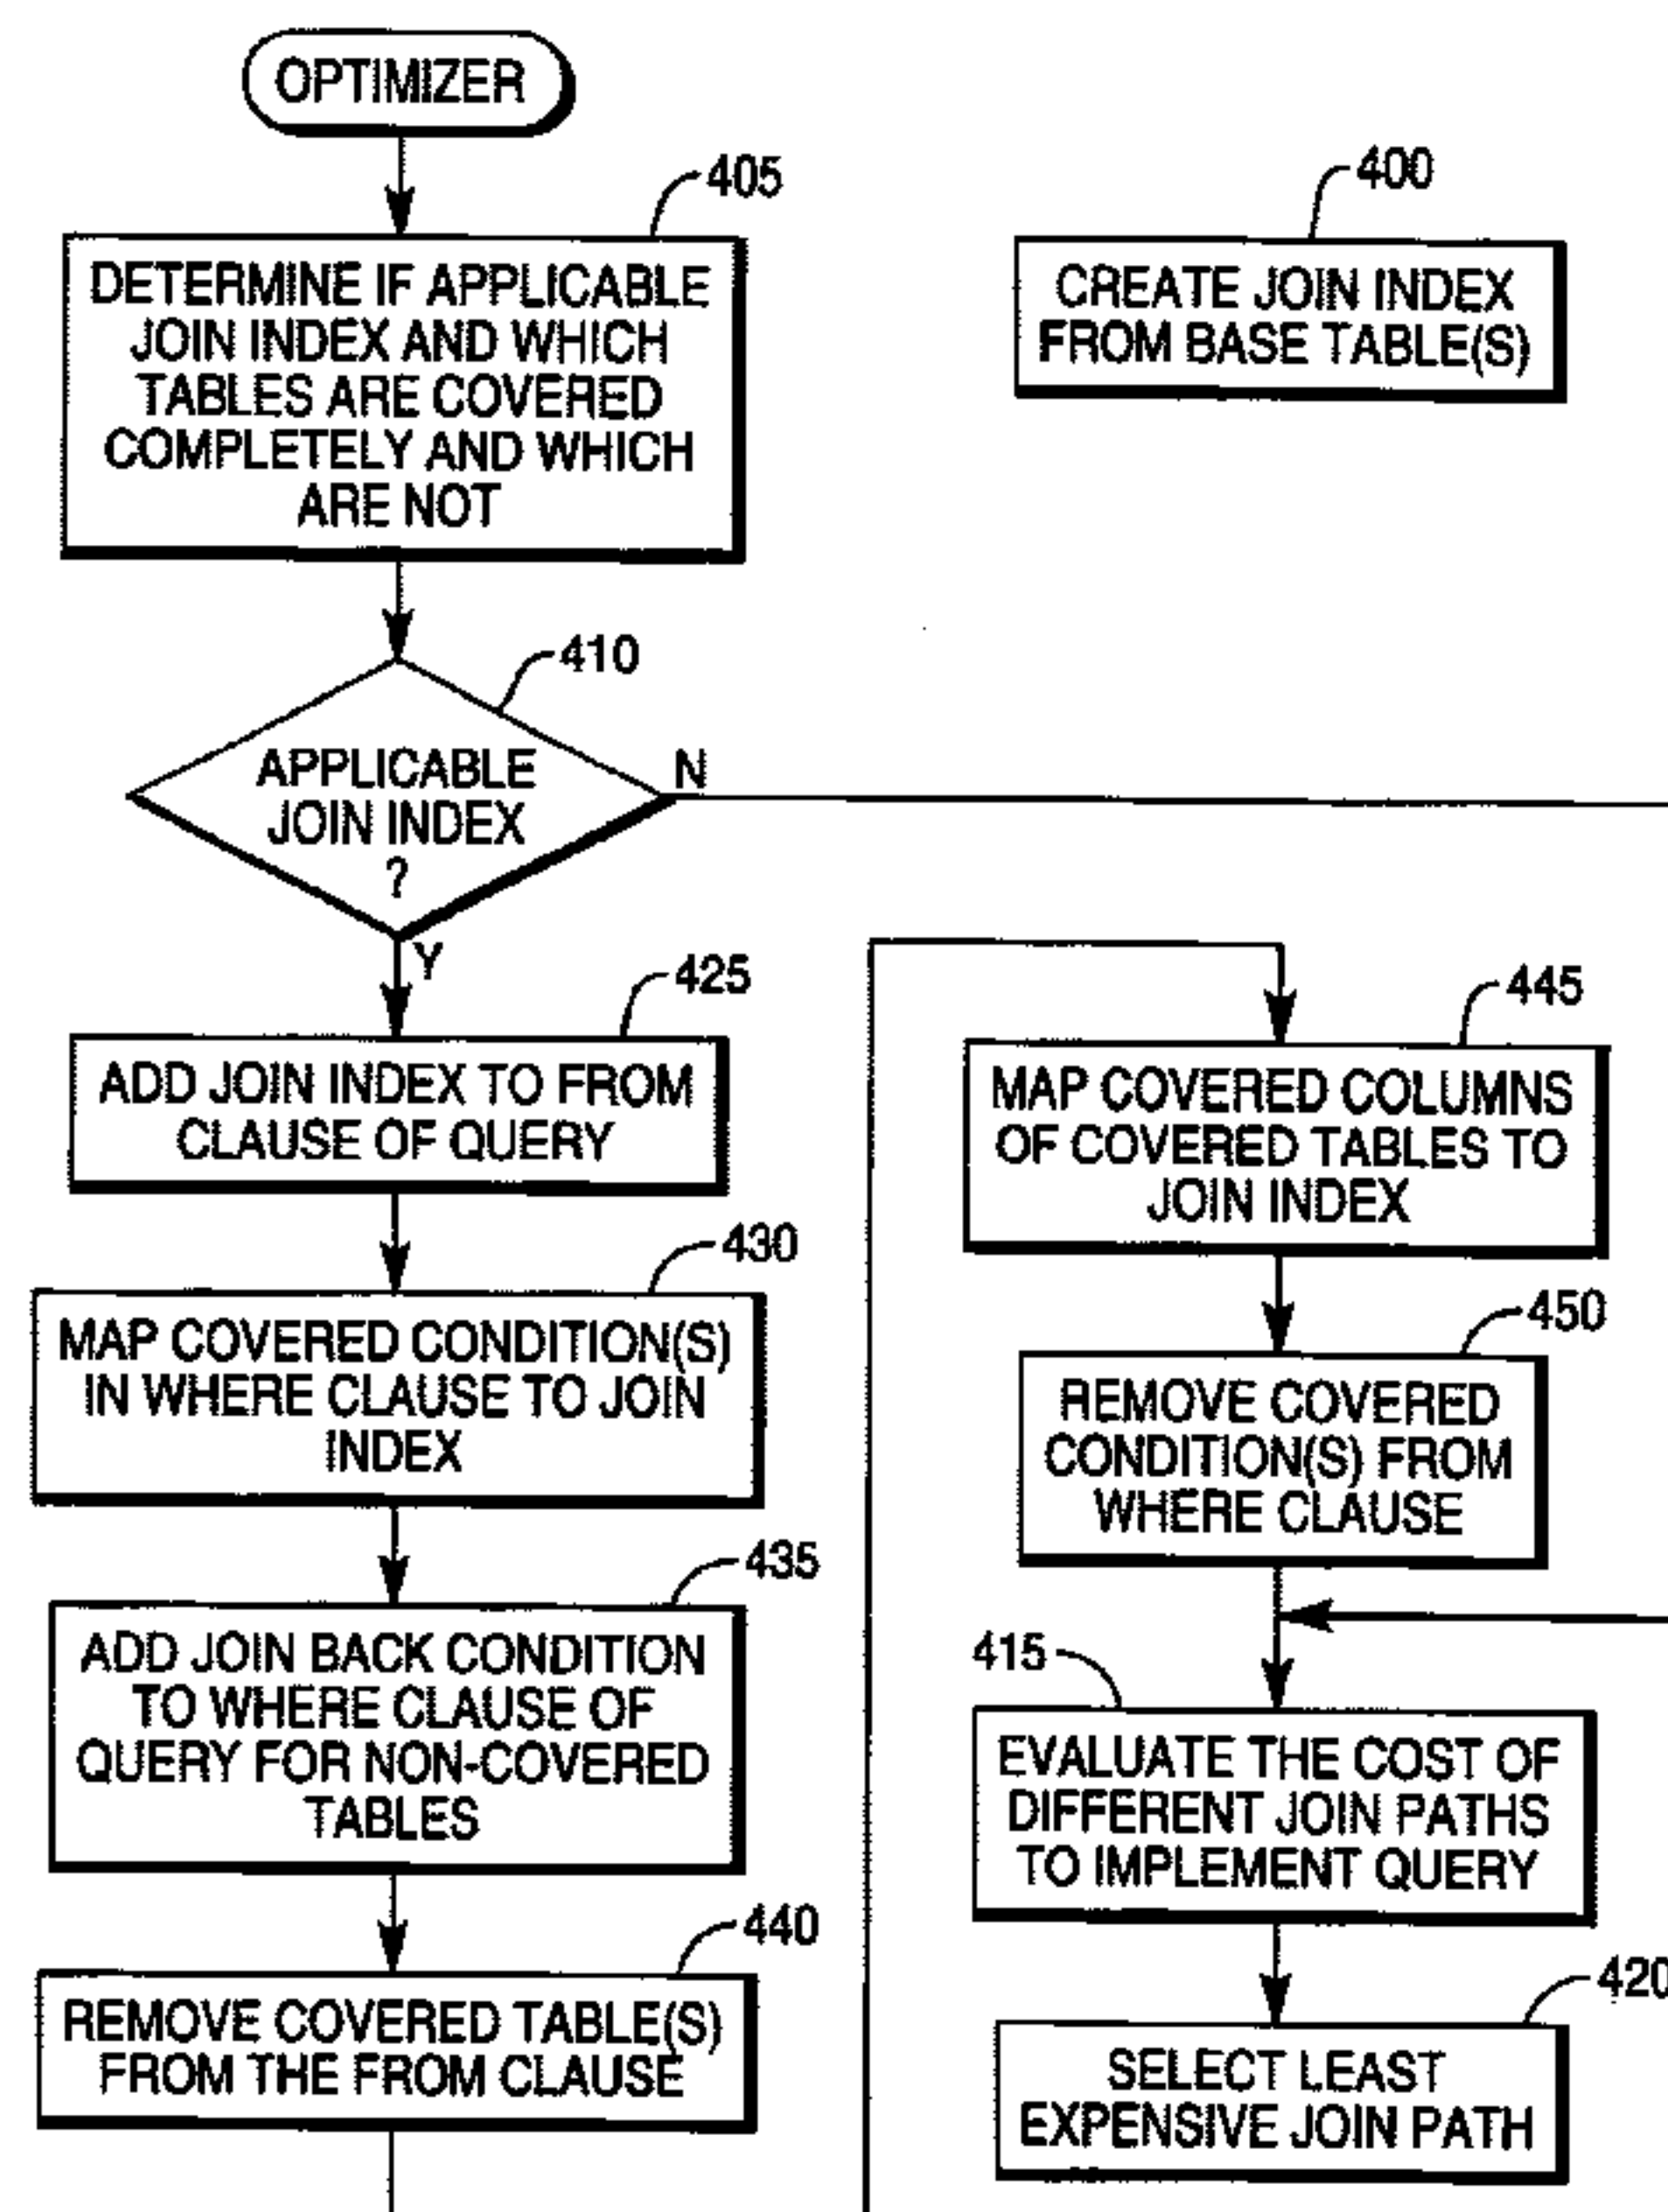 OPTIMIZER
405
DETERMINE IF APPLICABLE
JOIN INDEX AND WHICH
TABLES ARE COVERED
COMPLETELY AND WHICH
ARE NOT
400
CREATE JOIN INDEX
FROM BASE TABLE(S)
410
APPLICABLE
JOIN INDEX
?
N
Y
425
ADD JOIN INDEX TO FROM
CLAUSE OF QUERY
430
MAP COVERED CONDITION(S)
IN WHERE CLAUSE TO JOIN
INDEX
435
ADD JOIN BACK CONDITION
TO WHERE CLAUSE OF
QUERY FOR NON-COVERED
TABLES
440
REMOVE COVERED TABLE(S)
FROM THE FROM CLAUSE
445
MAP COVERED COLUMNS
OF COVERED TABLES TO
JOIN INDEX
450
REMOVE COVERED
CONDITION(S) FROM
WHERE CLAUSE
415
EVALUATE THE COST OF
DIFFERENT JOIN PATHS
TO IMPLEMENT QUERY
420
SELECT LEAST
EXPENSIVE JOIN PATH